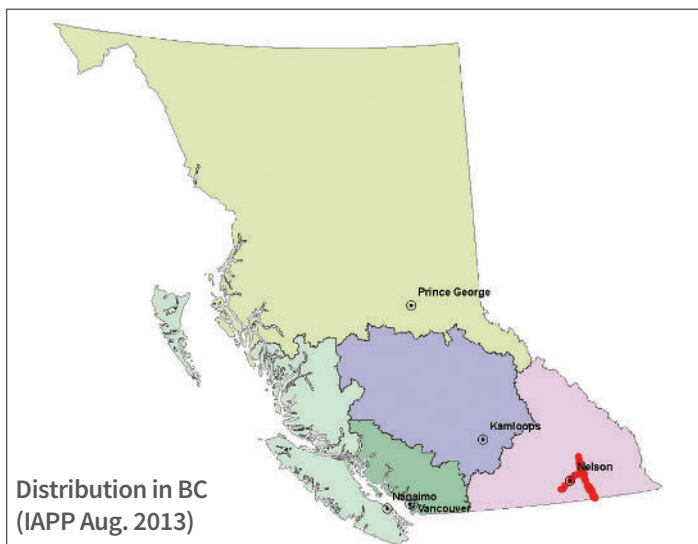 Prince George
Kamloops
Nelson
Nanaimo
Vancouver
Distribution in BC
(IAPP Aug. 2013)